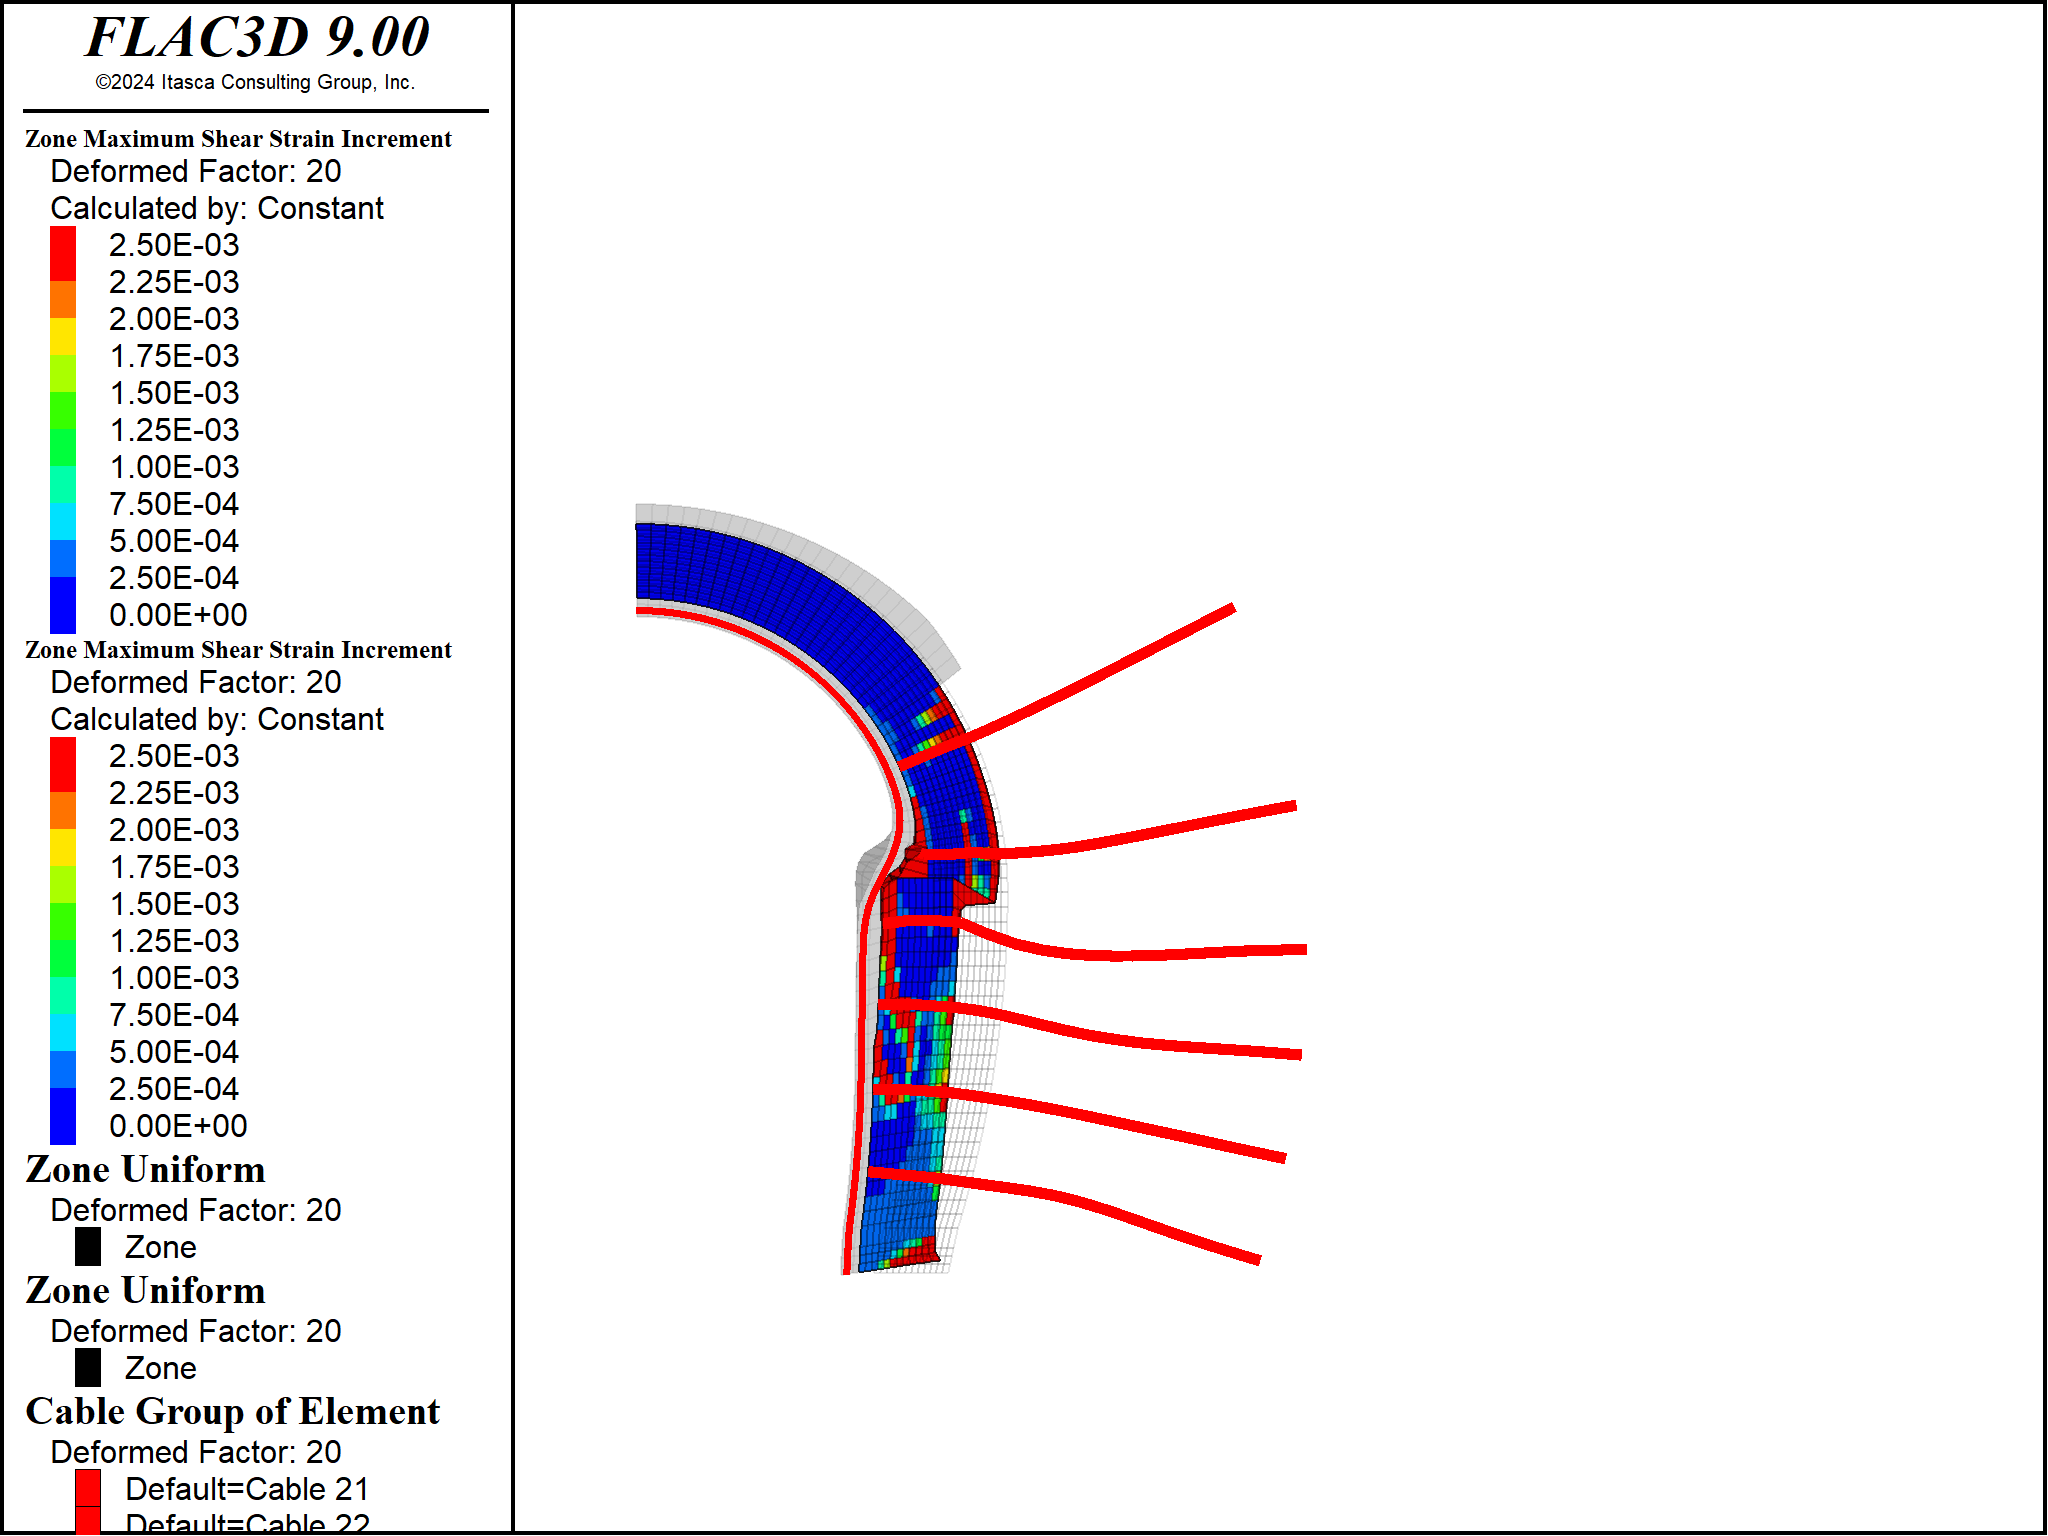 FLAC3D 9.00
©2024 Itasca Consulting Group, Inc.
Zone Maximum Shear Strain Increment
Deformed Factor: 20
Calculated by: Constant
2.50E-03
2.25E-03
2.00E-03
1.75E-03
1.50E-03
1.25E-03
1.00E-03
7.50E-04
5.00E-04
2.50E-04
0.00E+00
Zone Maximum Shear Strain Increment
Deformed Factor: 20
Calculated by: Constant
2.50E-03
2.25E-03
2.00E-03
1.75E-03
1.50E-03
1.25E-03
1.00E-03
7.50E-04
5.00E-04
2.50E-04
0.00E+00
Zone Uniform
Deformed Factor: 20
Zone
Zone Uniform
Deformed Factor: 20
Zone
Cable Group of Element
Deformed Factor: 20
Default=Cable 21
Default=Cable 22